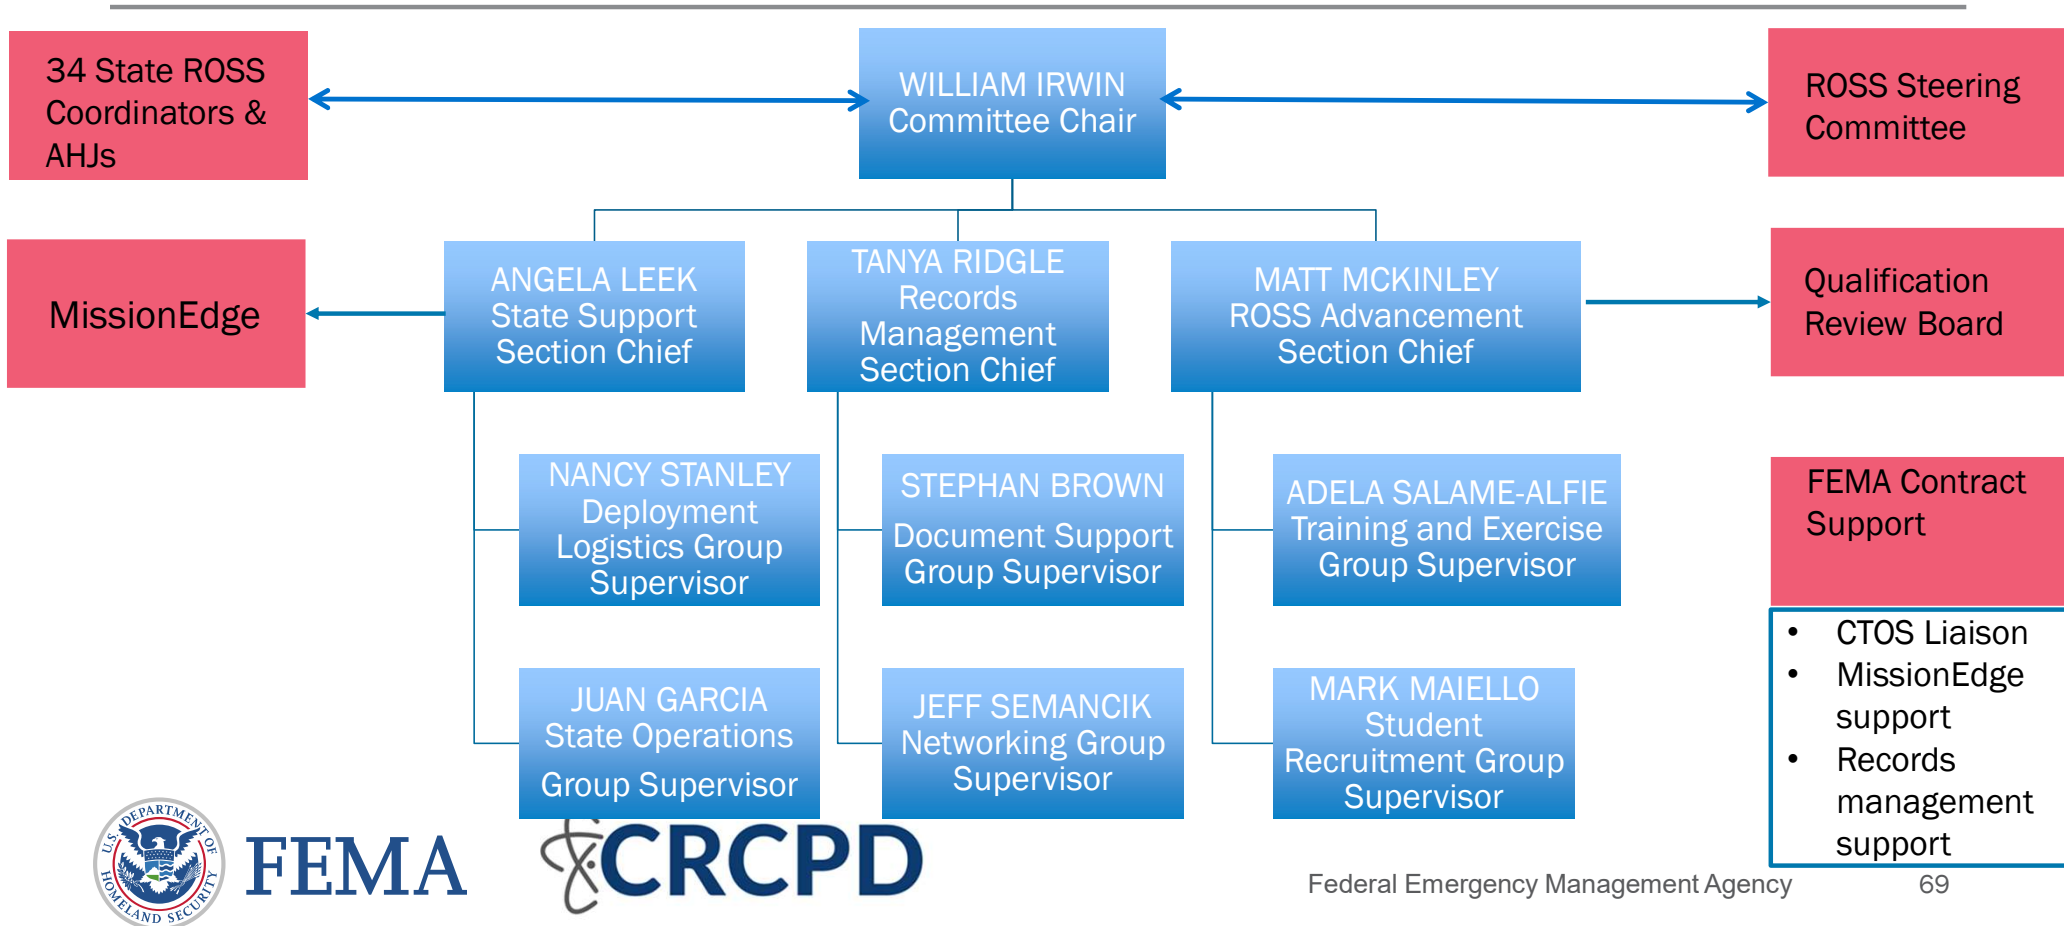 34 State ROSS
Coordinators &
AHJs
WILLIAM IRWIN
Committee Chair
ROSS Steering
Committee
MissionEdge
ANGELA LEEK
State Support
Section Chief
TANYA RIDGLE
Records
Management
Section Chief
MATT MCKINLEY
ROSS Advancement
Section Chief
Qualification
Review Board
NANCY STANLEY
Deployment
Logistics Group
Supervisor
STEPHAN BROWN
Document Support
Group Supervisor
ADELA SALAME-ALFIE
Training and Exercise
Group Supervisor
FEMA Contract
Support
JUAN GARCIA
State Operations
Group Supervisor
JEFF SEMANCIK
Networking Group
Supervisor
MARK MAIELLO
Student
Recruitment Group
Supervisor
• CTOS Liaison
• MissionEdge
support
• Records
management
support
U.S. DEPARTMENT OF
HOMELAND SECURITY
FEMA
CRCPD
Federal Emergency Management Agency
69